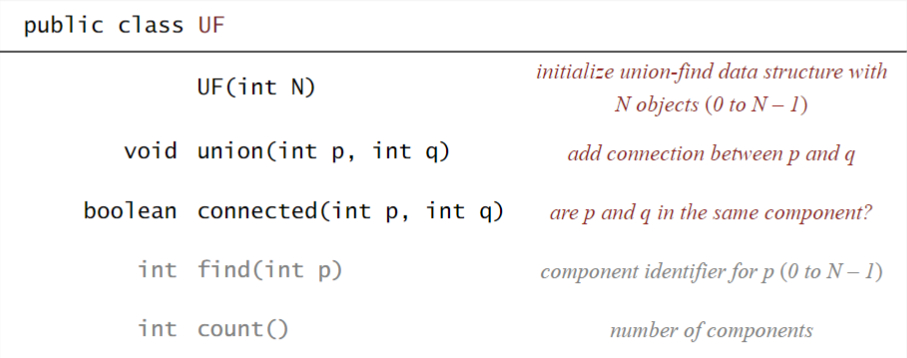 public class UF
UF(int N) initialize union-find data structure with
N objects (0 to N – 1)
void union(int p, int q) add connection between p and q
boolean connected(int p, int q) are p and q in the same component?
int find(int p) component identifier for p (0 to N – 1)
int count() number of components